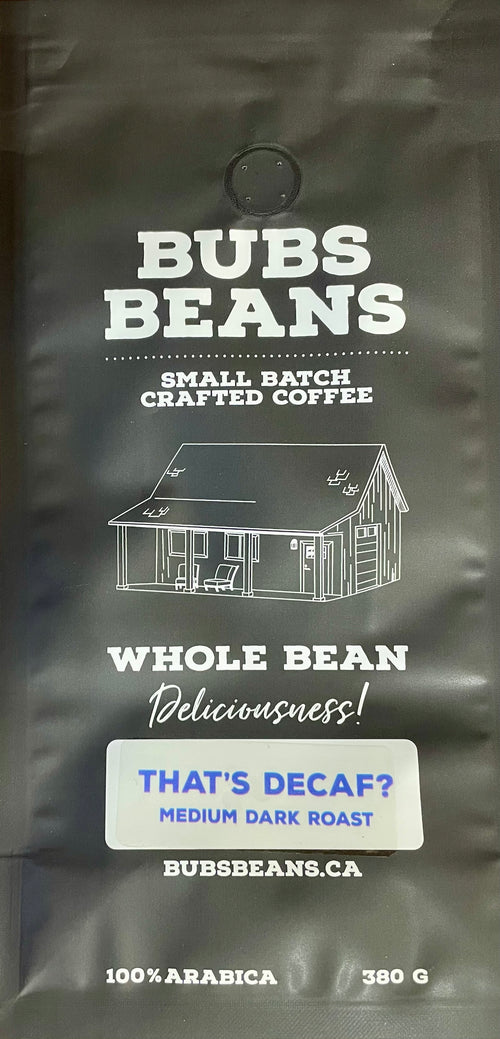 BUBS
BEANS
SMALL BATCH
CRAFTED COFFEE
WHOLE BEAN
Deliciousness!
THAT'S DECAF?
MEDIUM DARK ROAST
BUBSBEANS.CA
100% ARABICA 380 G